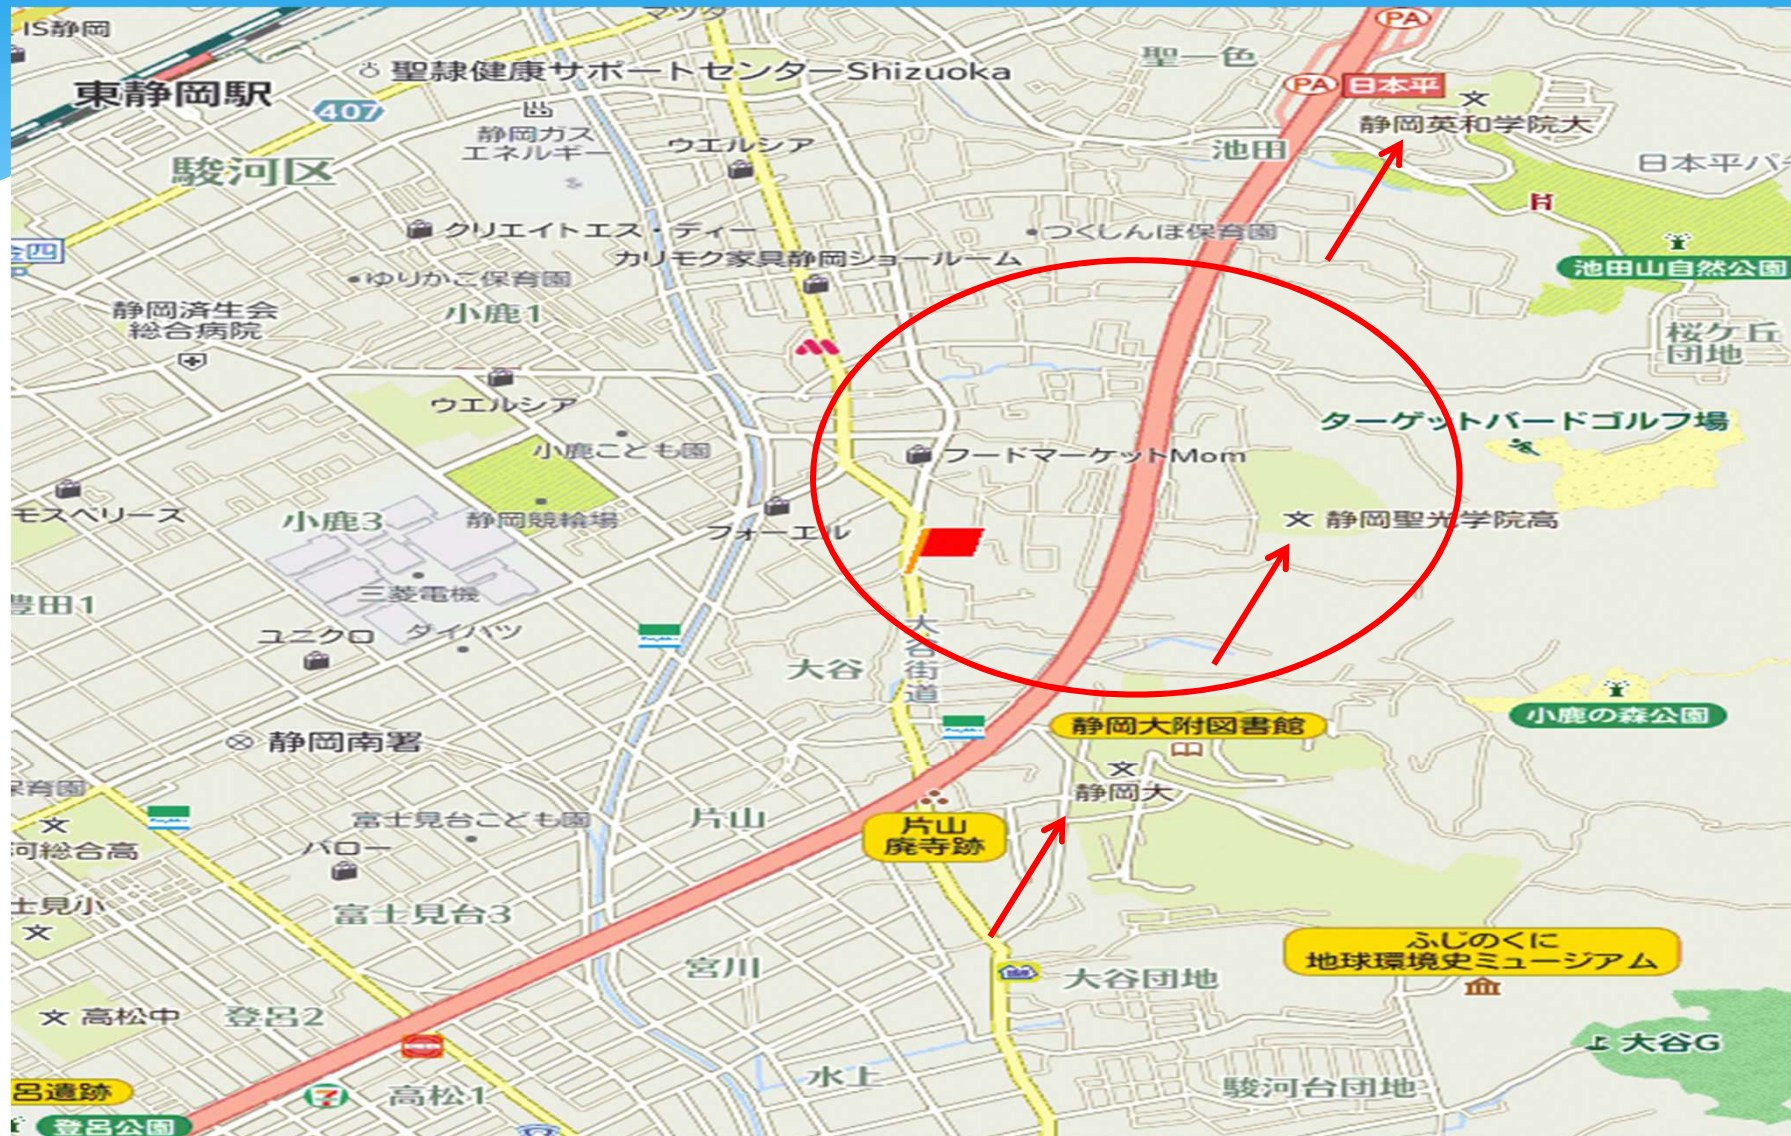 IS静岡
マツダ
PA
聖一色
聖隷健康サポートセンターShizuoka
東静岡駅
407
PA
日本平
静岡ガス
エネルギー
ウエルシア
静岡英和学院大
池田
駿河区
日本平パー
クリエイトエス・ディー
つくしんぼ保育園
カリモク家具静岡ショールーム
池田山自然公園
ゆりかご保育園
静岡済生会
総合病院
小鹿1
桜ケ丘
団地
ウエルシア
ターゲットバードゴルフ場
小鹿こども園
フードマーケットMom
モスベリース
小鹿3
静岡競輪場
フォーエル
静岡聖光学院高
三菱電機
豊田1
ユニクロ
ダイハツ
大谷
大谷街道
静岡大附図書館
小鹿の森公園
静岡南署
保育園
静岡大
富士見台こども園
片山
片山
廃寺跡
河総合高
バロー
士見小
富士見台3
ふじのくに
地球環境史ミュージアム
宮川
大谷団地
高松中
登呂2
大谷G
水上
駿河台団地
呂遺跡
7
高松1
登呂公園